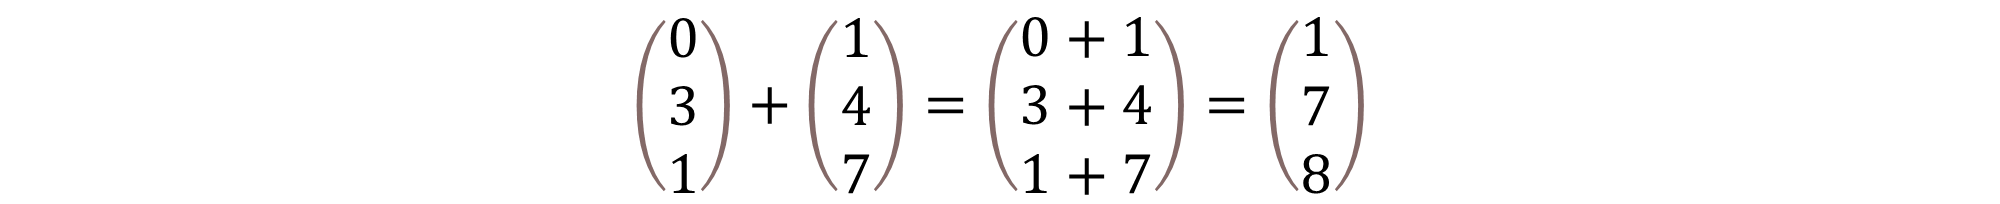 (0 3 1) + (1 4 7) = (0 + 1 3 + 4 1 + 7) = (1 7 8)